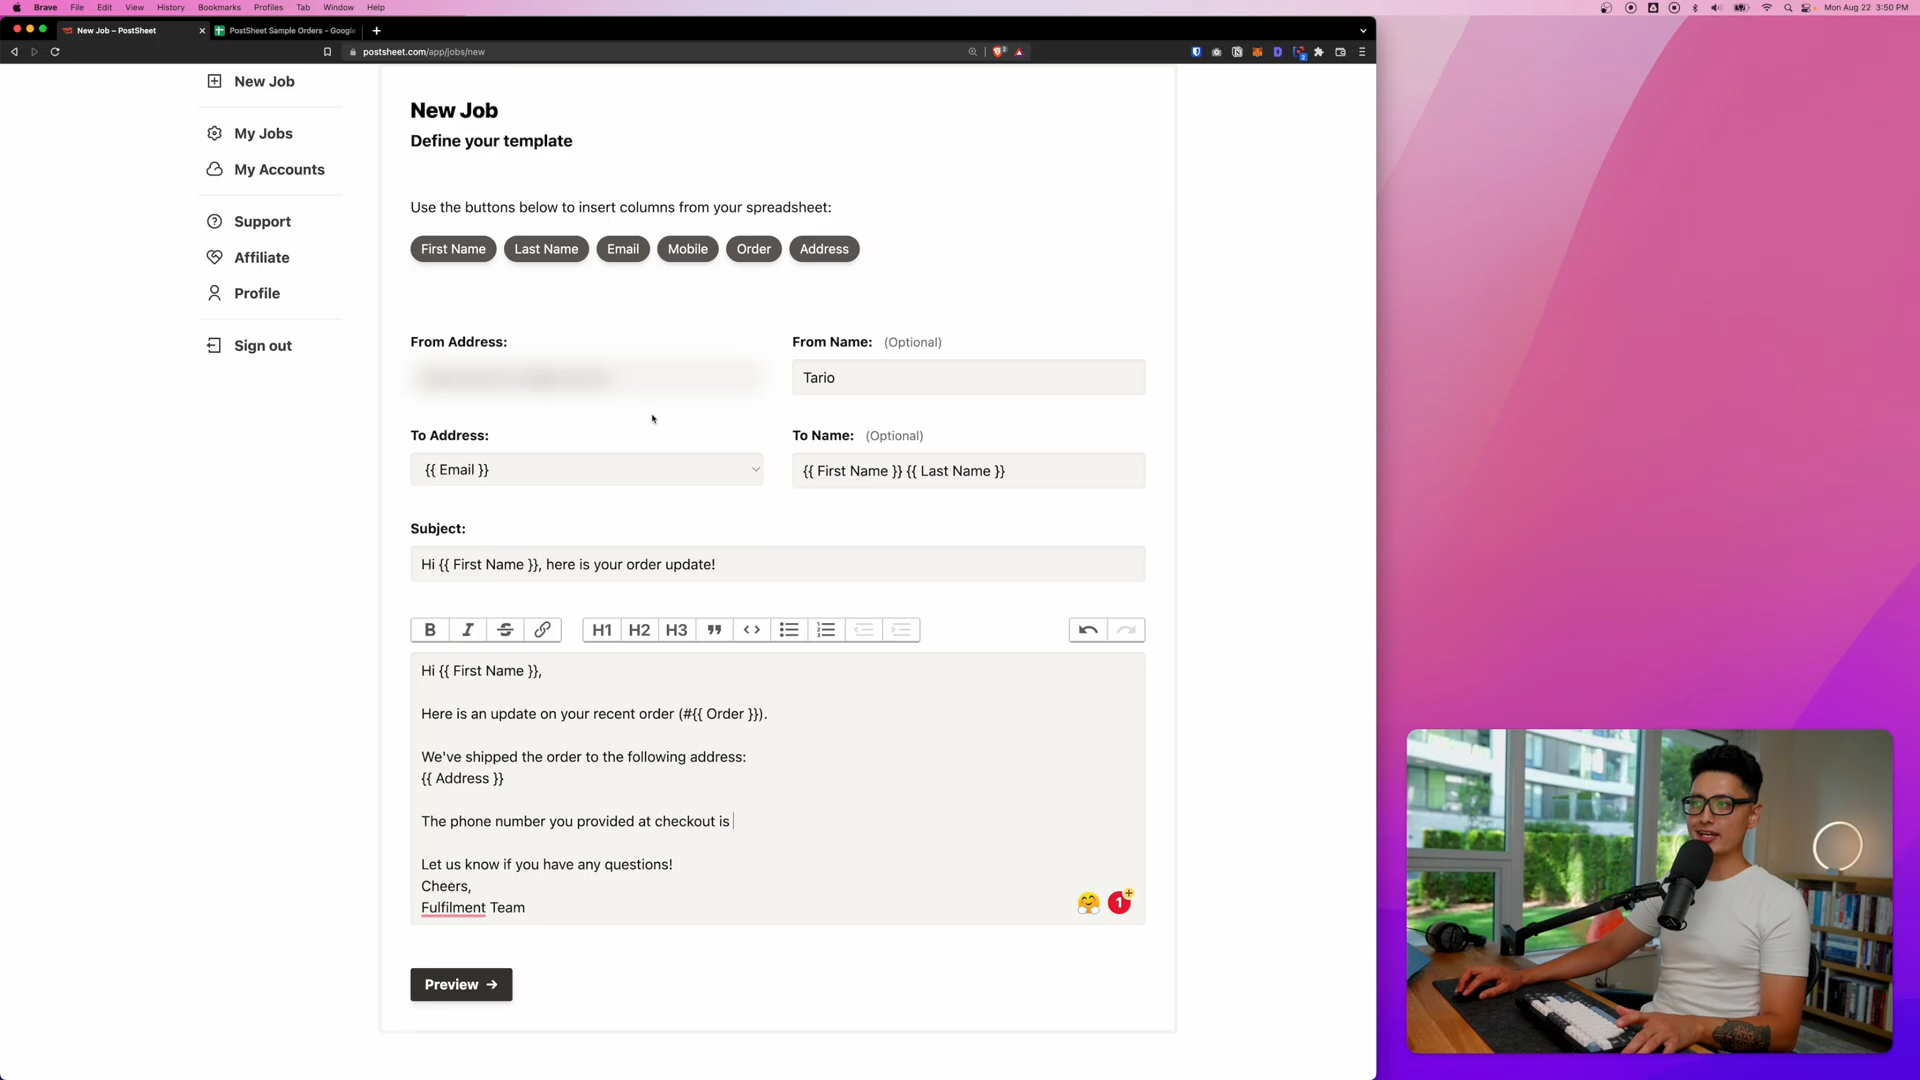 Brave File Edit View History Bookmarks Profiles Tab Window Help
Mon Aug 22 3:50 PM
New Job – PostSheet
PostSheet Sample Orders - Googl
postsheet.com/app/jobs/new
New Job
My Jobs
My Accounts
Support
Affiliate
Profile
Sign out
New Job
Define your template
Use the buttons below to insert columns from your spreadsheet:
First Name Last Name Email Mobile Order Address
From Address:
From Name: (Optional)
Tario
To Address:
{{ Email }}
To Name: (Optional)
{{ First Name }} {{ Last Name }}
Subject:
Hi {{ First Name }}, here is your order update!
B I S H1 H2 H3
Hi {{ First Name }},
Here is an update on your recent order (#{{ Order }}).
We've shipped the order to the following address:
{{ Address }}
The phone number you provided at checkout is
Let us know if you have any questions!
Cheers,
Fulfilment Team
1
Preview →